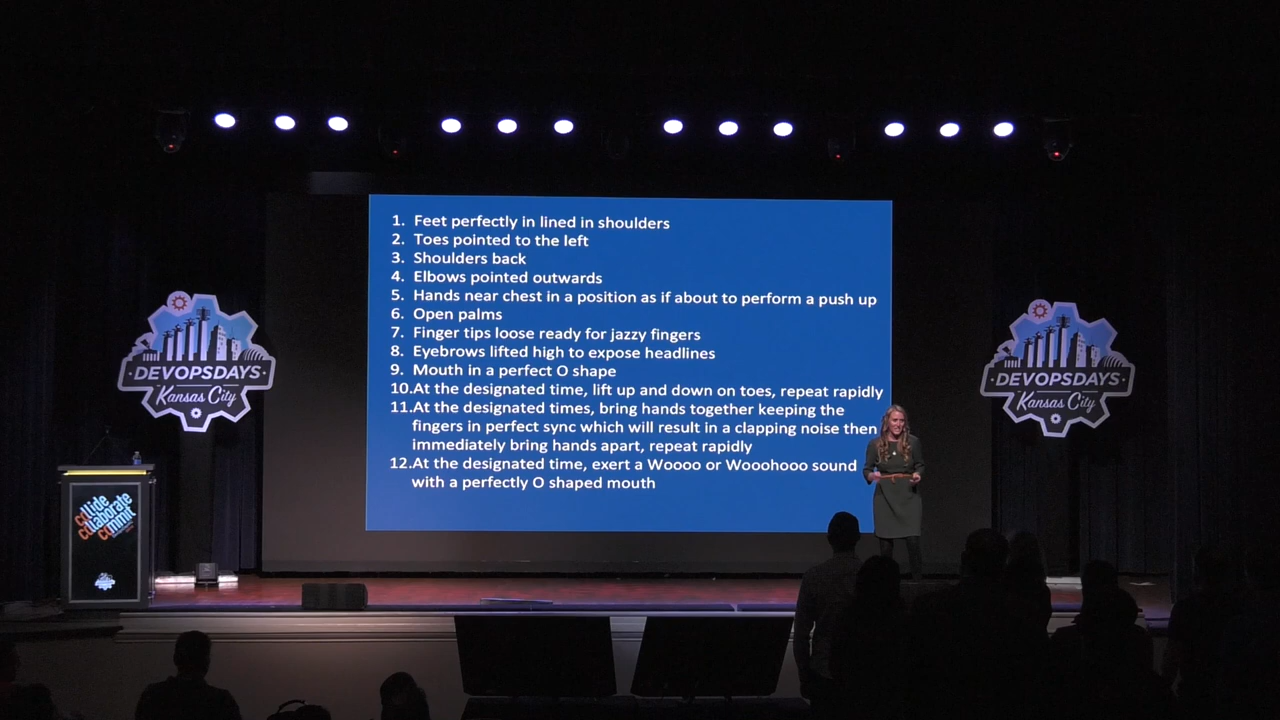 1. Feet perfectly in lined in shoulders
2. Toes pointed to the left
3. Shoulders back
4. Elbows pointed outwards
5. Hands near chest in a position as if about to perform a push up
6. Open palms
7. Finger tips loose ready for jazzy fingers
8. Eyebrows lifted high to expose headlines
9. Mouth in a perfect O shape
10.At the designated time, lift up and down on toes, repeat rapidly
11.At the designated times, bring hands together keeping the
fingers in perfect sync which will result in a clapping noise then
immediately bring hands apart, repeat rapidly
12.At the designated time, exert a Woooo or Wooohooo sound
with a perfectly O shaped mouth
DEVOPSDAYS
Kansas City
DEVOPSDAYS
Kansas City
collide
collaborate
commit